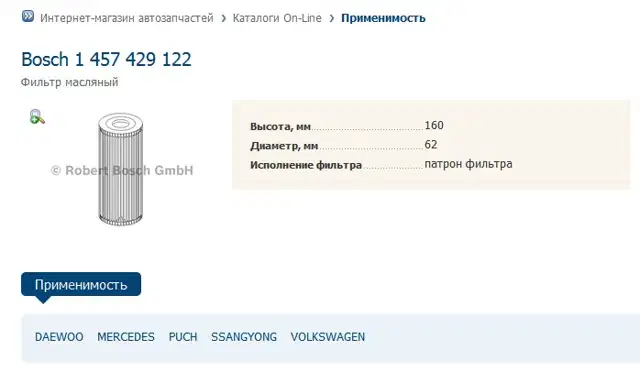 Интернет-магазин автозапчастей > Каталоги On-Line > Применимость
Bosch 1 457 429 122
Фильтр масляный
© Robert Bosch GmbH
Высота, мм 160
Диаметр, мм 62
Исполнение фильтра патрон фильтра
Применимость
DAEWOO MERCEDES PUCH SSANGYONG VOLKSWAGEN